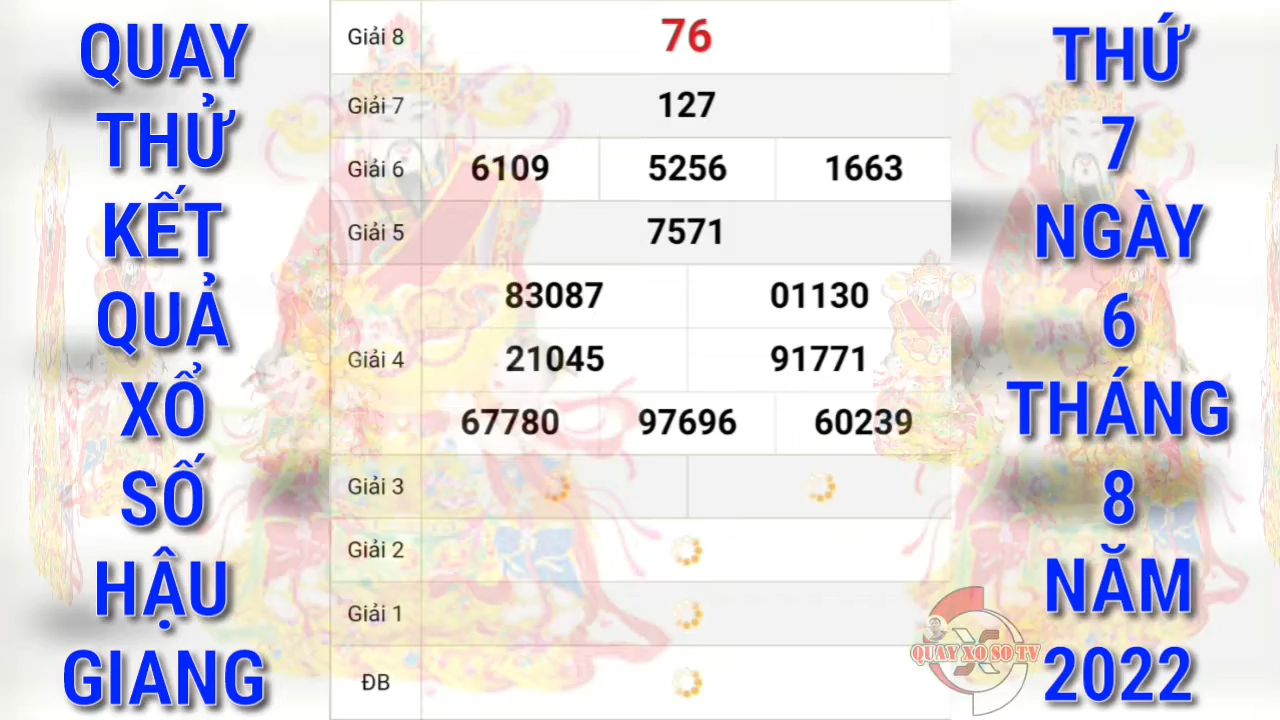 QUAY
THỬ
KẾT
QUẢ
XỔ
SỐ
HẬU
GIANG
Giải 8 76
Giải 7 127
Giải 6 6109 5256 1663
Giải 5 7571
83087 01130
Giải 4 21045 91771
67780 97696 60239
Giải 3
Giải 2
Giải 1
ĐB
THỨ
7
NGÀY
6
THÁNG
8
NĂM
2022
QUAY XO SO TV